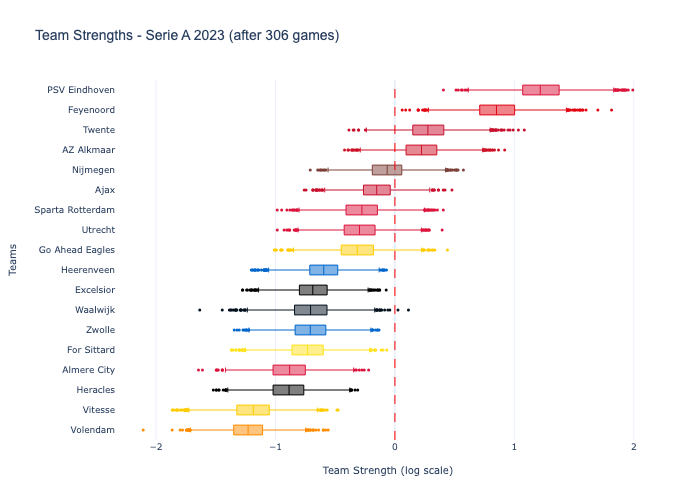 Team Strengths - Serie A 2023 (after 306 games)
PSV Eindhoven
Feyenoord
Twente
AZ Alkmaar
Nijmegen
Ajax
Sparta Rotterdam
Utrecht
Go Ahead Eagles
Heerenveen
Excelsior
Waalwijk
Zwolle
For Sittard
Almere City
Heracles
Vitesse
Volendam
Teams
−2 −1 0 1 2
Team Strength (log scale)